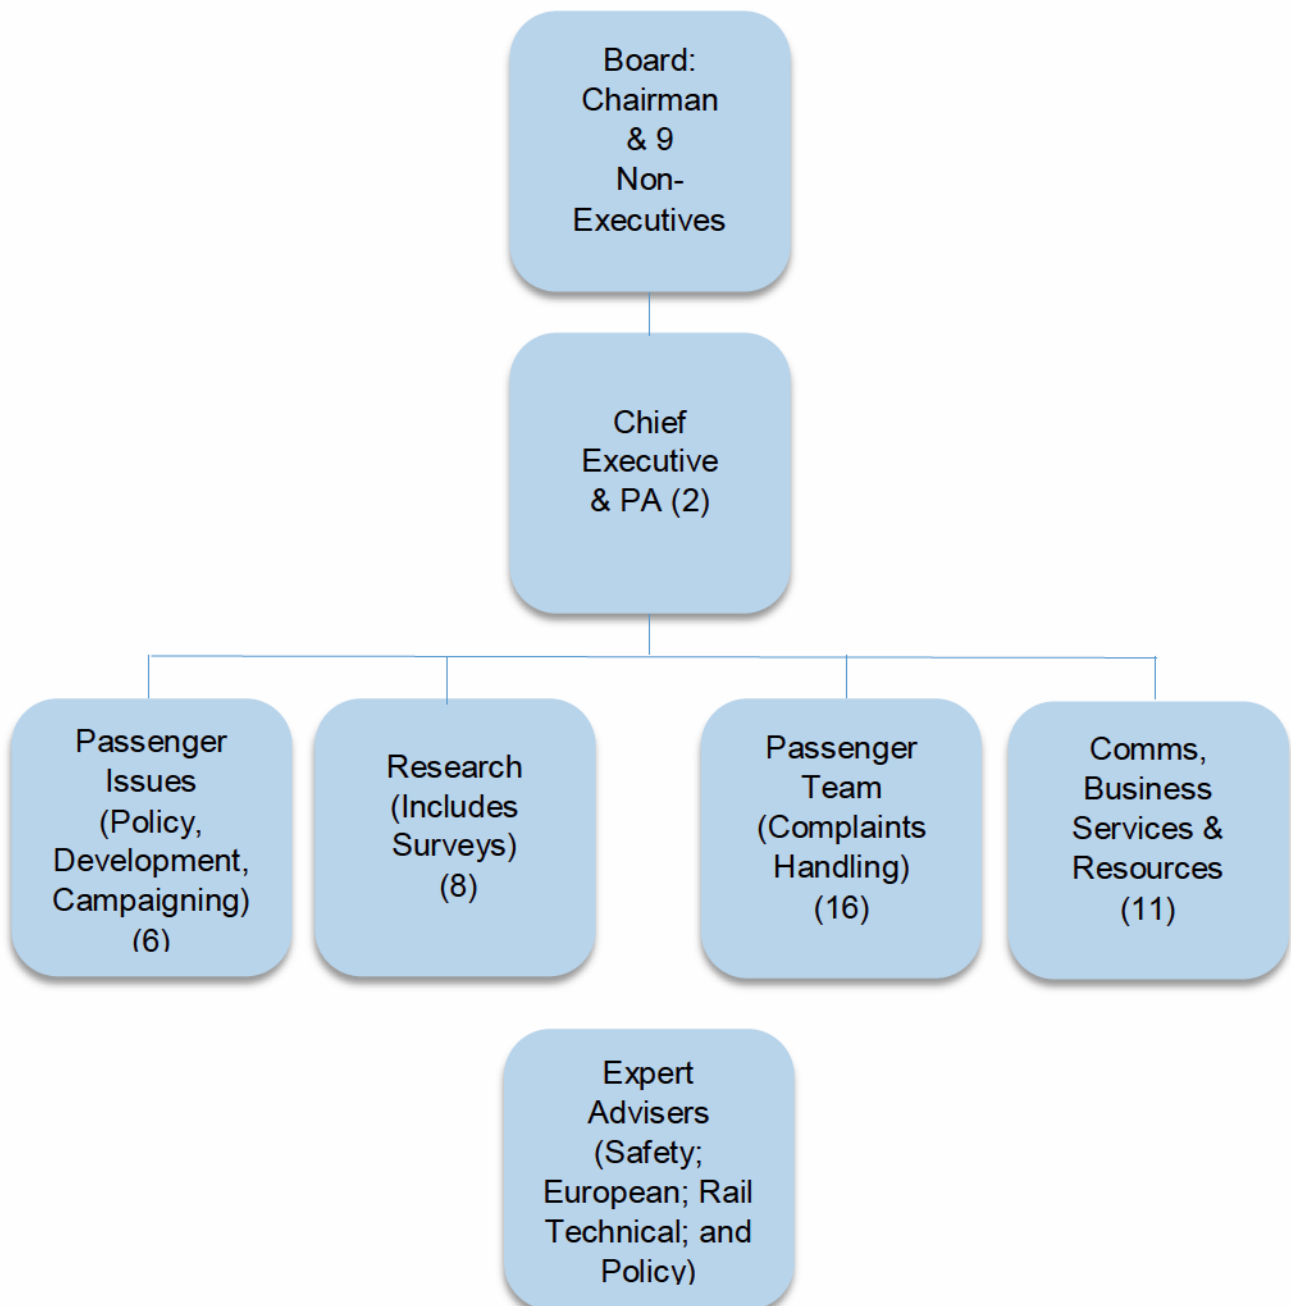 Board:
Chairman
& 9
Non-
Executives
Chief
Executive
& PA (2)
Passenger
Issues
(Policy,
Development,
Campaigning)
(6)
Research
(Includes
Surveys)
(8)
Passenger
Team
(Complaints
Handling)
(16)
Comms,
Business
Services &
Resources
(11)
Expert
Advisers
(Safety;
European; Rail
Technical; and
Policy)